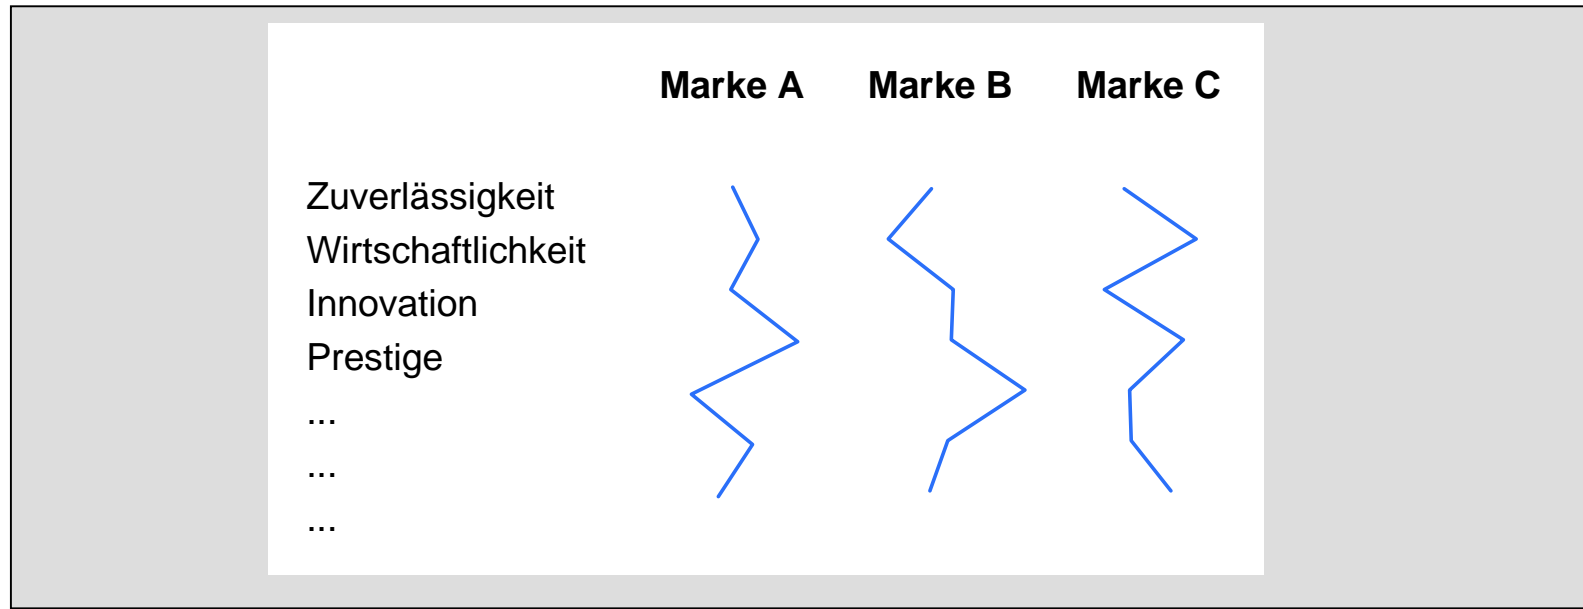 Marke A Marke B Marke C
Zuverlässigkeit
Wirtschaftlichkeit
Innovation
Prestige
...
...
...